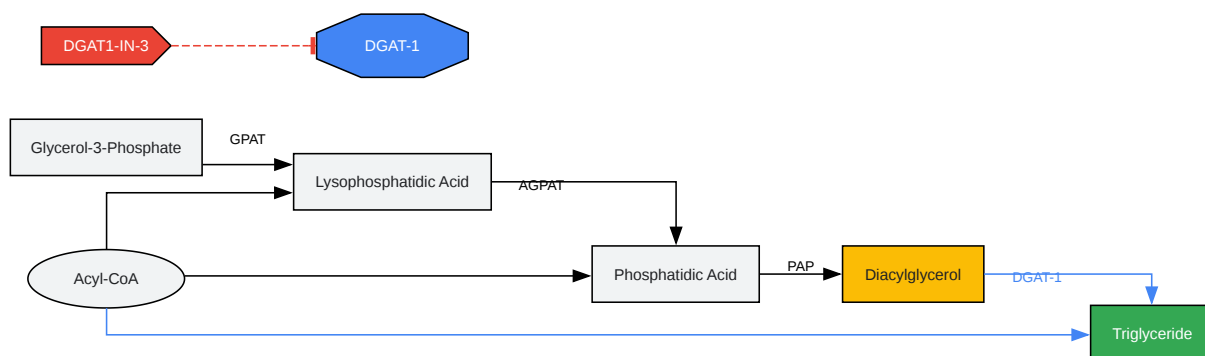 DGAT1-IN-3
DGAT-1
Glycerol-3-Phosphate
GPAT
Lysophosphatidic Acid
AGPAT
Acyl-CoA
Phosphatidic Acid
PAP
Diacylglycerol
DGAT-1
Triglyceride